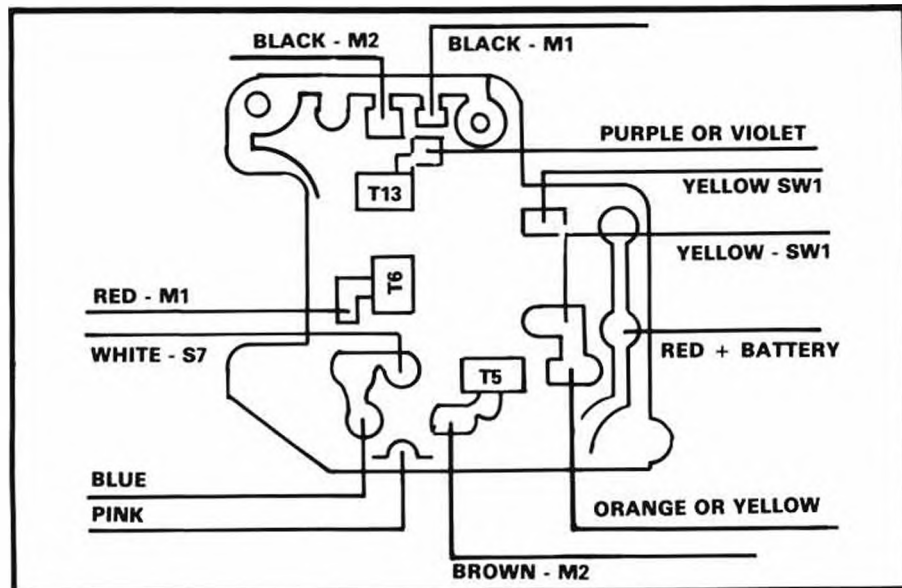 BLACK - M2
BLACK - M1
PURPLE OR VIOLET
T13
YELLOW SW1
YELLOW - SW1
T6
RED - M1
RED + BATTERY
WHITE - S7
T5
BLUE
PINK
ORANGE OR YELLOW
BROWN - M2